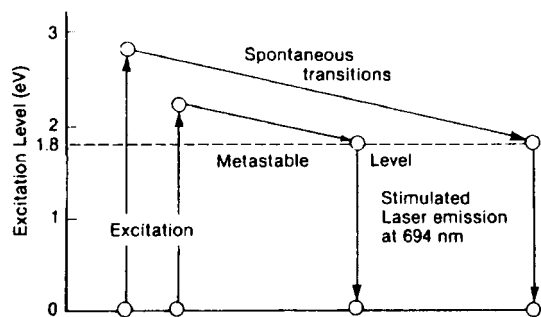 Excitation Level (eV)
3
2
1.8
1
0
Spontaneous
transitions
Metastable
Level
Excitation
Stimulated
Laser emission
at 694 nm